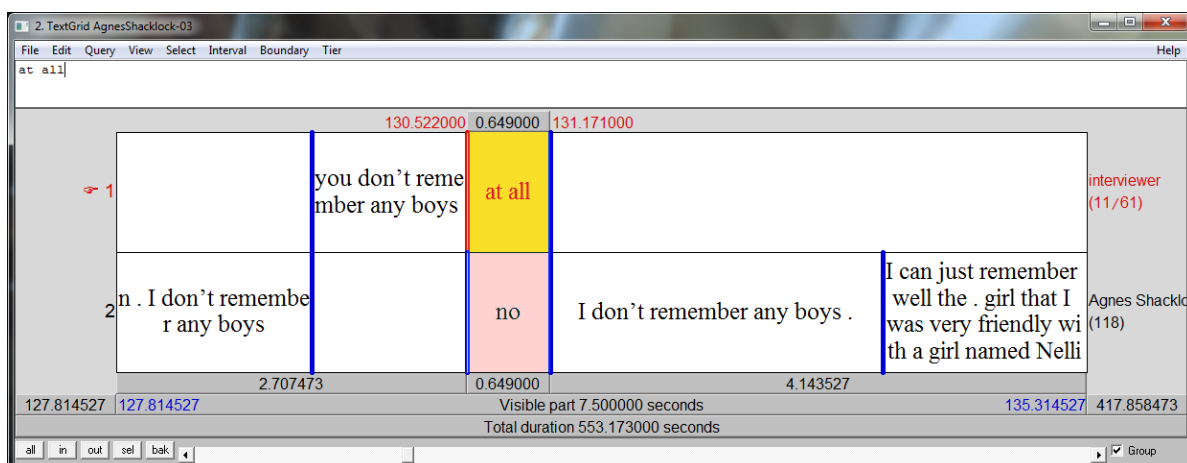 2. TextGrid AgnesShacklock-03
File Edit Query View Select Interval Boundary Tier Help
at all
130.522000 0.649000 131.171000
1
you don't reme
mber any boys
at all
interviewer
(11/61)
2
n . I don't remembe
r any boys
no
I don't remember any boys .
I can just remember
well the . girl that I
was very friendly wi
th a girl named Nelli
Agnes Shacklo
(118)
2.707473 0.649000 4.143527
127.814527 127.814527 Visible part 7.500000 seconds 135.314527 417.858473
Total duration 553.173000 seconds
all in out sel bak Group